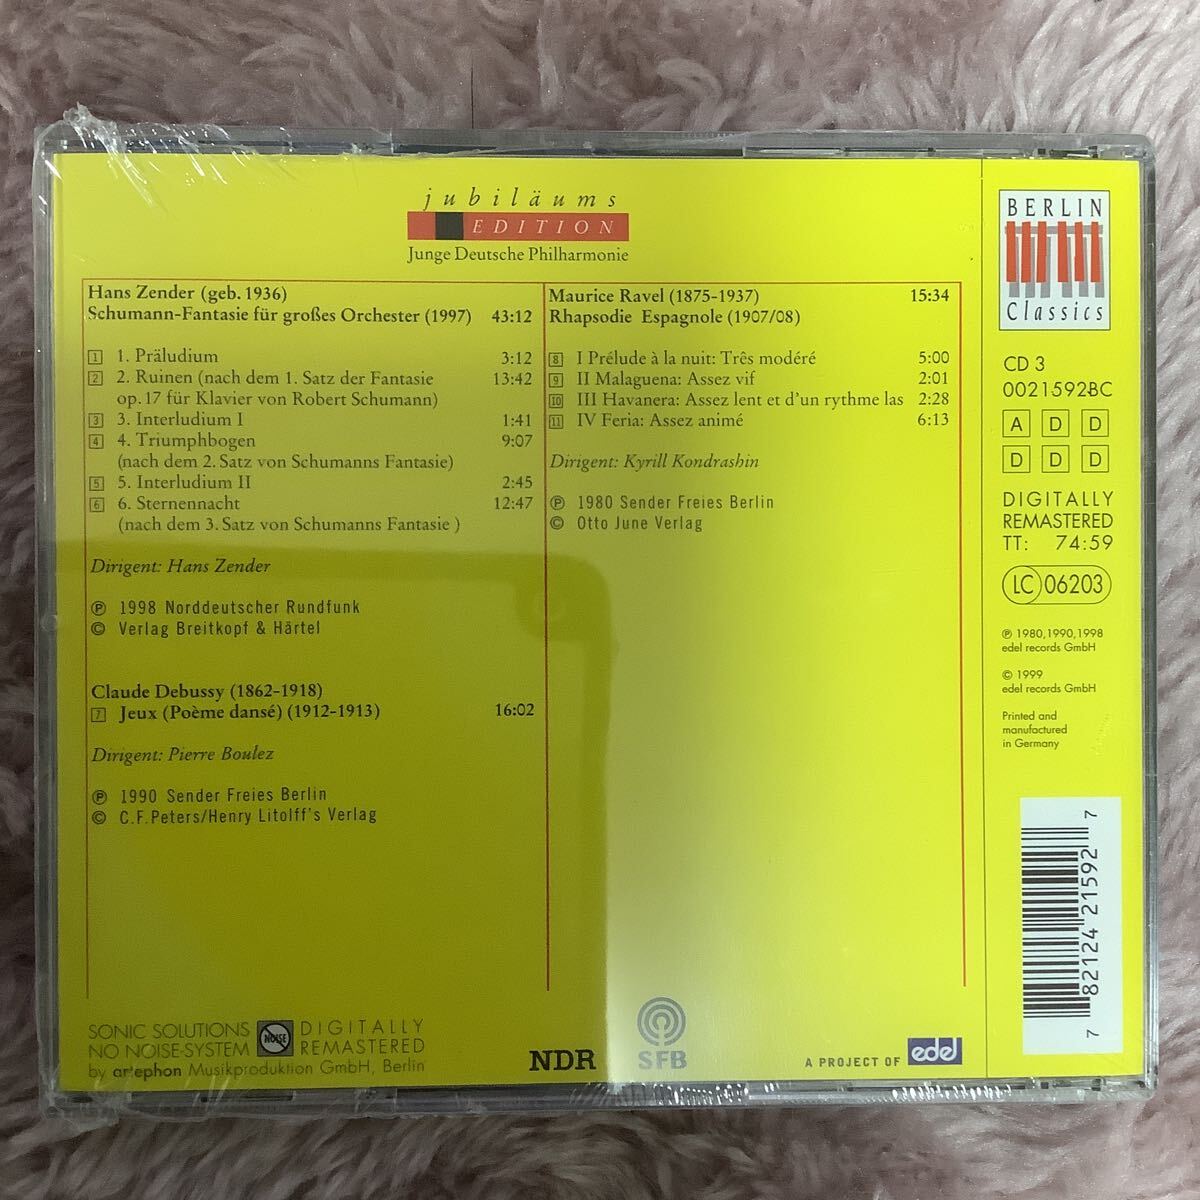 jubiläums
EDITION
Junge Deutsche Philharmonie
Hans Zender (geb. 1936)
Schumann-Fantasie für großes Orchester (1997) 43:12
1 1. Präludium 3:12
2 2. Ruinen (nach dem 1. Satz der Fantasie 13:42
op. 17 für Klavier von Robert Schumann)
3 3. Interludium I 1:41
4 4. Triumphbogen 9:07
(nach dem 2. Satz von Schumanns Fantasie)
5 5. Interludium II 2:45
6 6. Sternennacht 12:47
(nach dem 3. Satz von Schumanns Fantasie )
Dirigent: Hans Zender
℗ 1998 Norddeutscher Rundfunk
© Verlag Breitkopf & Härtel
Claude Debussy (1862-1918)
7 Jeux (Poème dansé) (1912-1913) 16:02
Dirigent: Pierre Boulez
℗ 1990 Sender Freies Berlin
© C.F.Peters/Henry Litolff's Verlag
Maurice Ravel (1875-1937) 15:34
Rhapsodie Espagnole (1907/08)
8 I Prélude à la nuit: Três modéré 5:00
9 II Malaguena: Assez vif 2:01
10 III Havanera: Assez lent et d'un rythme las 2:28
11 IV Feria: Assez animé 6:13
Dirigent: Kyrill Kondrashin
℗ 1980 Sender Freies Berlin
© Otto June Verlag
BERLIN
Classics
CD 3
0021592BC
A D D
D D D
DIGITALLY
REMASTERED
TT: 74:59
LC 06203
℗ 1980,1990,1998
edel records GmbH
© 1999
edel records GmbH
Printed and
manufactured
in Germany
7 82124 21592 7
SONIC SOLUTIONS
NO NOISE-SYSTEM
NOISE
DIGITALLY
REMASTERED
by artephon Musikproduktion GmbH, Berlin
NDR
SFB
A PROJECT OF edel